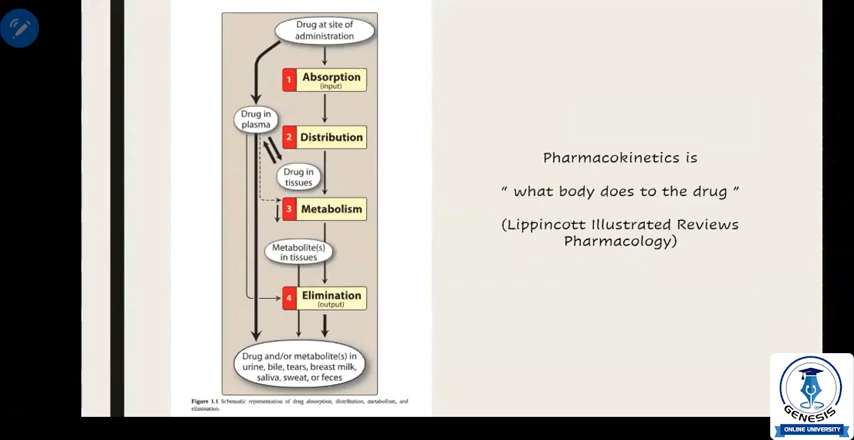 Drug at site of
administration
1 Absorption
(input)
Drug in
plasma
2 Distribution
Drug in
tissues
3 Metabolism
Metabolite(s)
in tissues
4 Elimination
(output)
Drug and/or metabolite(s) in
urine, bile, tears, breast milk,
saliva, sweat, or feces
Figure 1.1 Schematic representation of drug absorption, distribution, metabolism, and
elimination.
Pharmacokinetics is
“ what body does to the drug ”
(Lippincott Illustrated Reviews
Pharmacology)
GENESIS
ONLINE UNIVERSITY